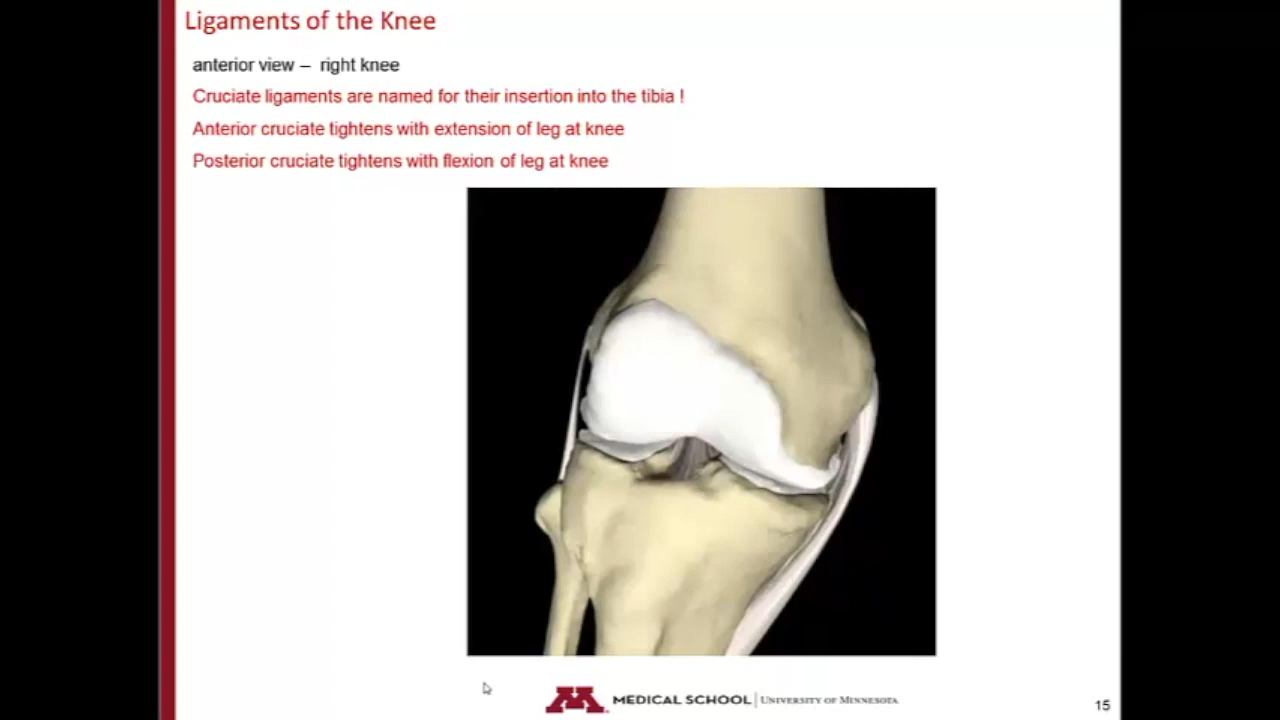 Ligaments of the Knee
anterior view – right knee
Cruciate ligaments are named for their insertion into the tibia !
Anterior cruciate tightens with extension of leg at knee
Posterior cruciate tightens with flexion of leg at knee
MEDICAL SCHOOL UNIVERSITY OF MINNESOTA
15